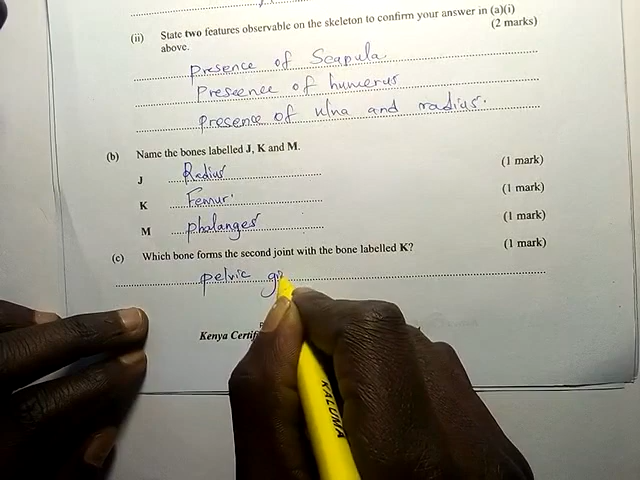 (ii) State two features observable on the skeleton to confirm your answer in (a)(i)
above. (2 marks)
presence of Scapula
presence of humerus
presence of ulna and radius.
(b) Name the bones labelled J, K and M.
J Radius (1 mark)
K Femur. (1 mark)
M phalanges (1 mark)
(c) Which bone forms the second joint with the bone labelled K? (1 mark)
pelvic gi
Kenya Certif
KALUMA